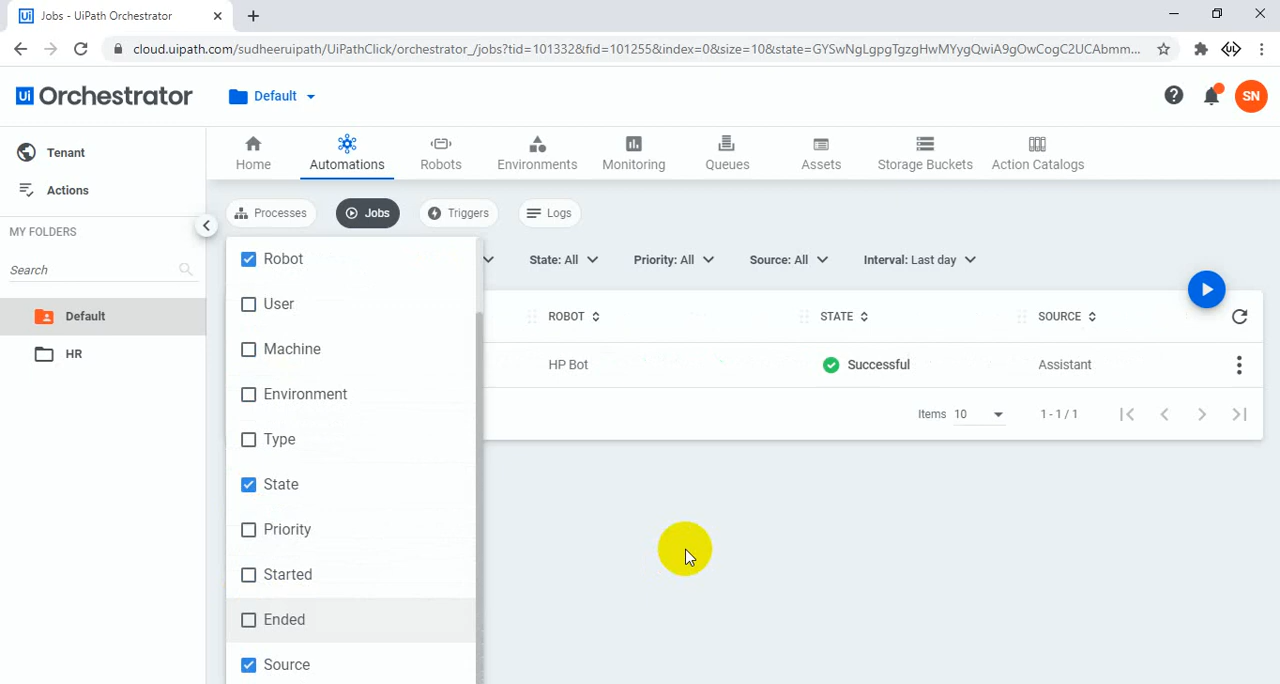 Ui Jobs - UiPath Orchestrator
cloud.uipath.com/sudheeruipath/UiPathClick/orchestrator_/jobs?tid=101332&fid=101255&index=0&size=10&state=GYSwNgLgpgTgzgHwMYygQwiA9gOwCogC2UCAbmm...
Ui Orchestrator
Default
SN
Tenant
Actions
MY FOLDERS
Search
Default
HR
Home
Automations
Robots
Environments
Monitoring
Queues
Assets
Storage Buckets
Action Catalogs
Processes
Jobs
Triggers
Logs
State: All
Priority: All
Source: All
Interval: Last day
Robot
User
Machine
Environment
Type
State
Priority
Started
Ended
Source
ROBOT
STATE
SOURCE
HP Bot
Successful
Assistant
Items 10
1 - 1 / 1